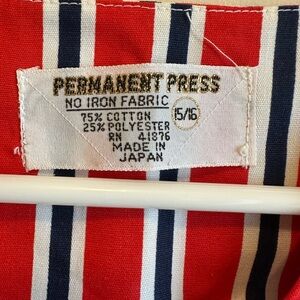 PERMANENT PRESS
NO IRON FABRIC
75% COTTON 15/16
25% POLYESTER
RN 41876
MADE IN
JAPAN